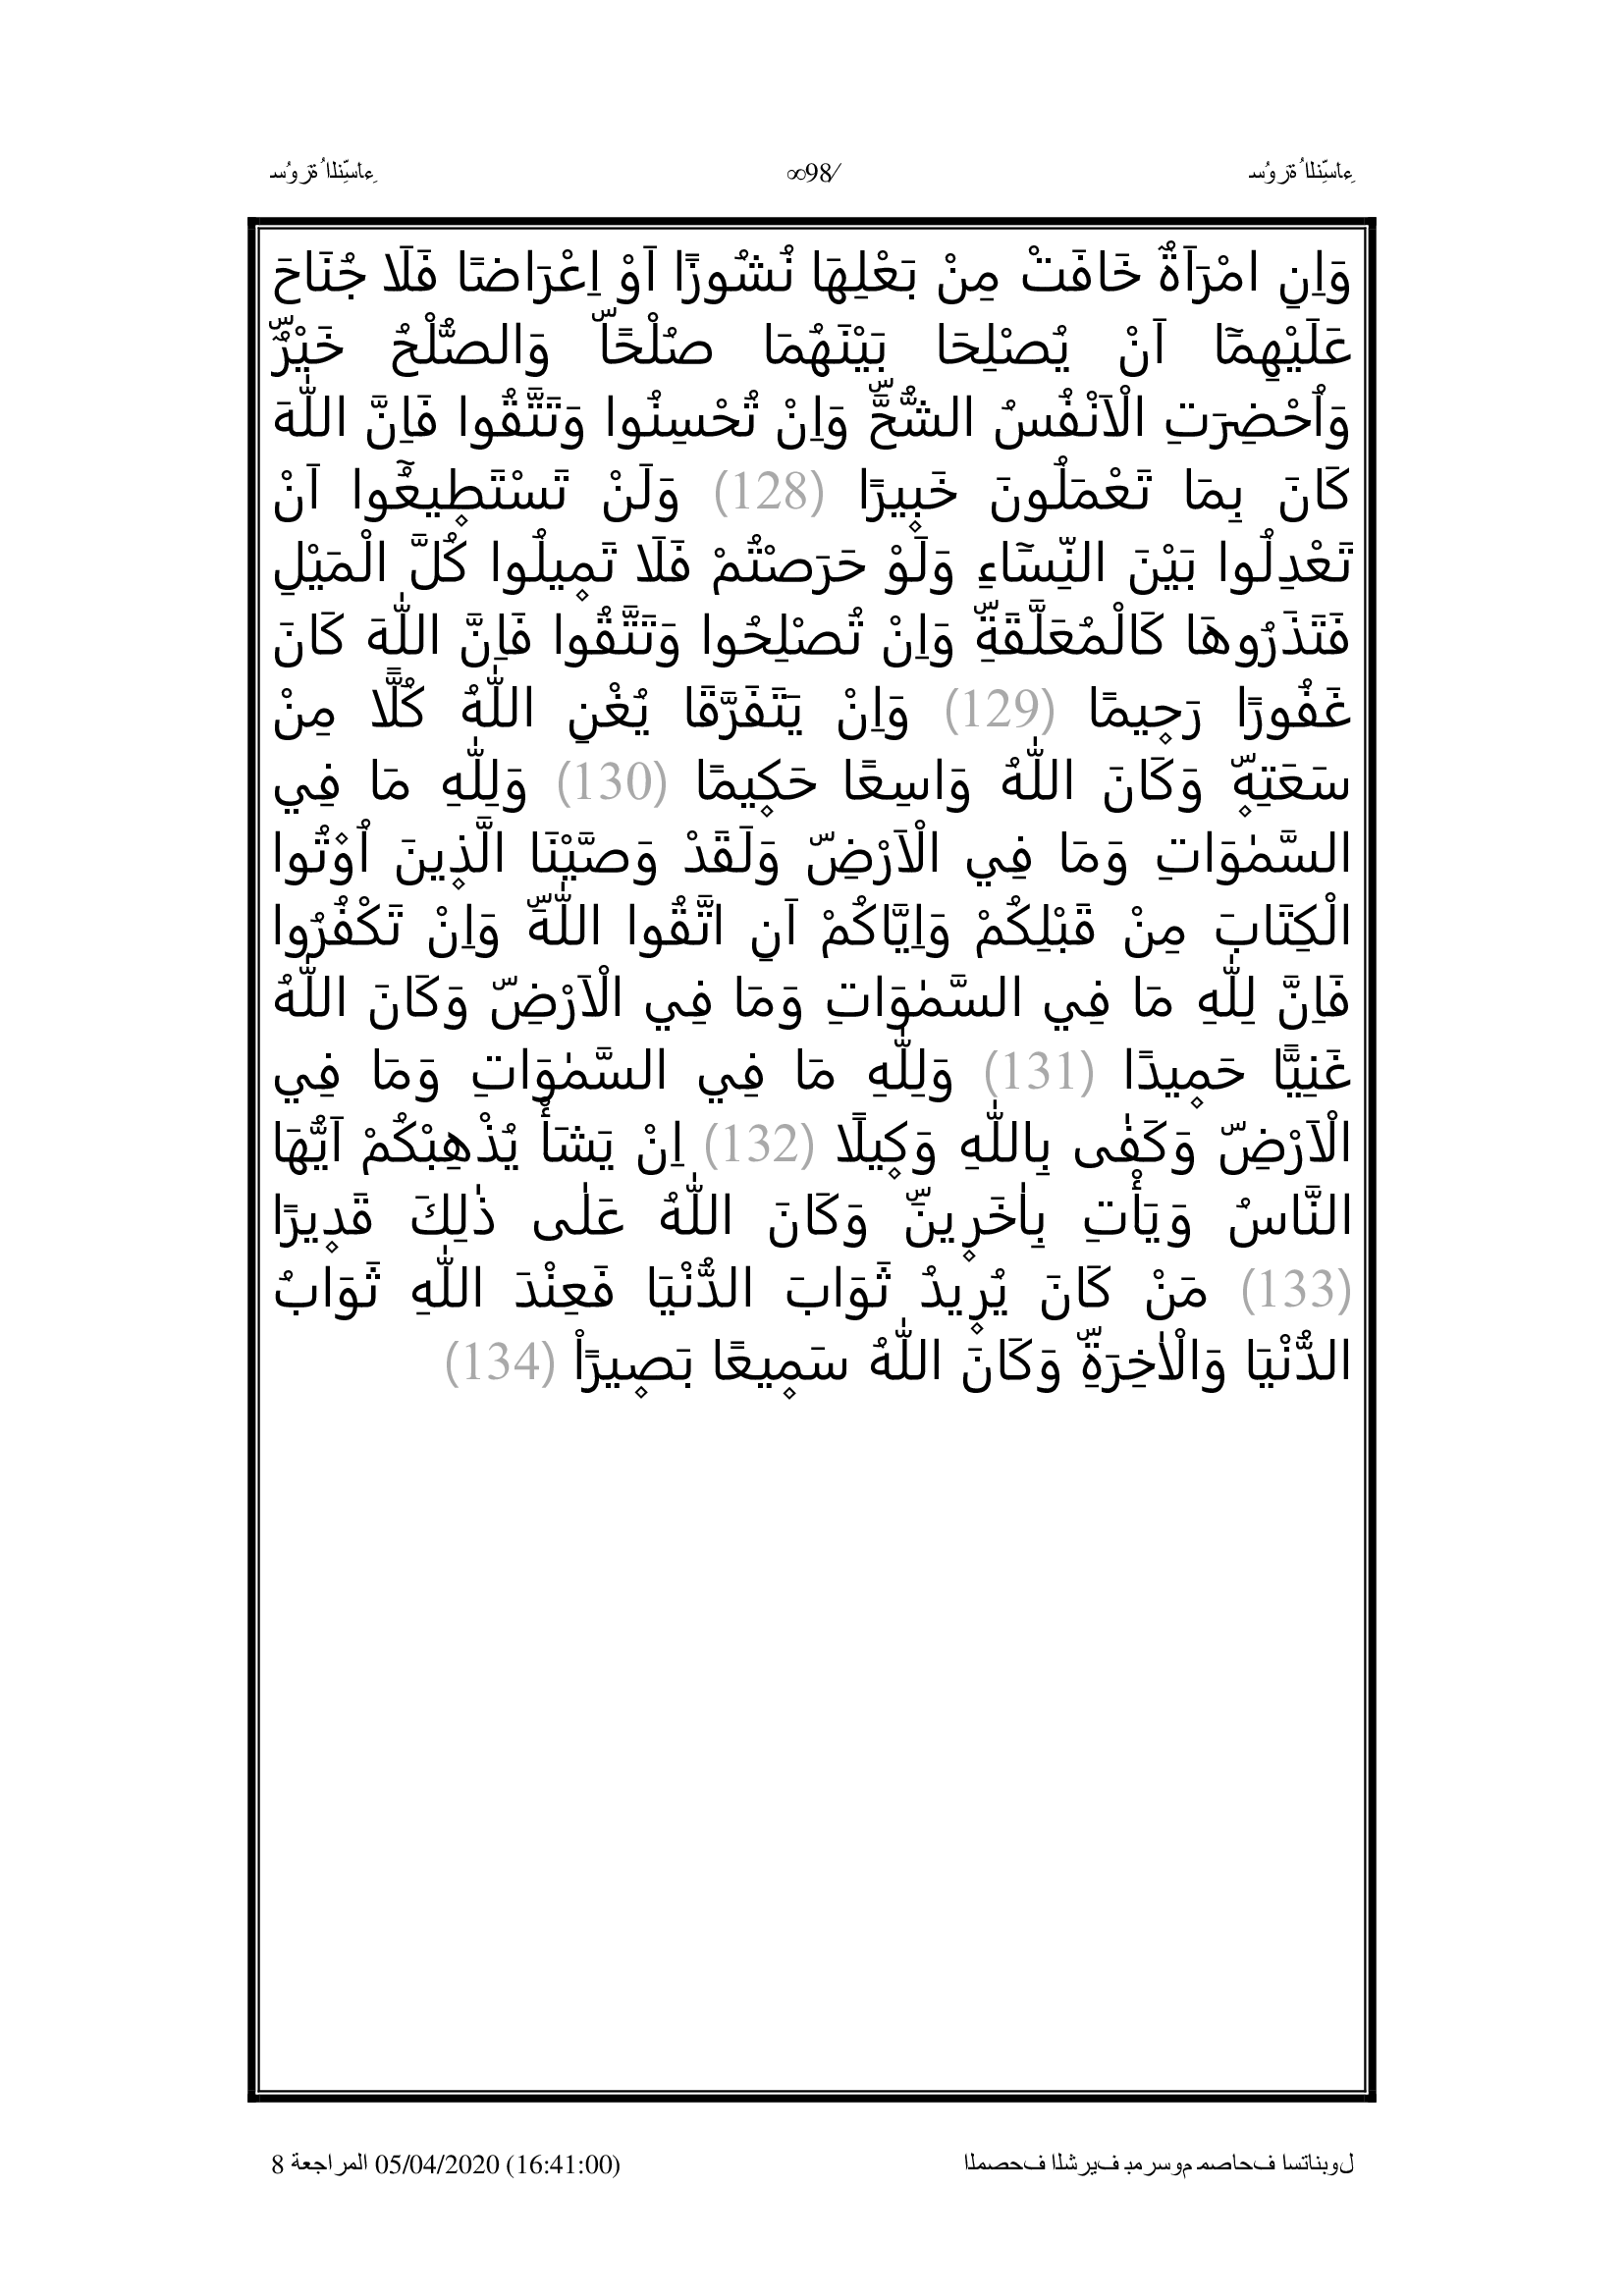 سُورَةُ النِّسَاءِ ∞98/ سُورَةُ النِّسَاءِ
وَاِنِ امْرَاَةٌ خَافَتْ مِنْ بَعْلِهَا نُشُوزًا اَوْ اِعْرَاضًا فَلَا جُنَاحَ
عَلَيْهِمَٓا اَنْ يُصْلِحَا بَيْنَهُمَا صُلْحًاۜ وَالصُّلْحُ خَيْرٌۜ
وَاُحْضِرَتِ الْاَنْفُسُ الشُّحَّۜ وَاِنْ تُحْسِنُوا وَتَتَّقُوا فَاِنَّ اللّٰهَ
كَانَ بِمَا تَعْمَلُونَ خَب۪يرًا (128) وَلَنْ تَسْتَط۪يعُٓوا اَنْ
تَعْدِلُوا بَيْنَ النِّسَٓاءِ وَلَوْ حَرَصْتُمْ فَلَا تَم۪يلُوا كُلَّ الْمَيْلِ
فَتَذَرُوهَا كَالْمُعَلَّقَةِۜ وَاِنْ تُصْلِحُوا وَتَتَّقُوا فَاِنَّ اللّٰهَ كَانَ
غَفُورًا رَح۪يمًا (129) وَاِنْ يَتَفَرَّقَا يُغْنِ اللّٰهُ كُلًّا مِنْ
سَعَتِه۪ۜ وَكَانَ اللّٰهُ وَاسِعًا حَك۪يمًا (130) وَلِلّٰهِ مَا فِي
السَّمٰوَاتِ وَمَا فِي الْاَرْضِۜ وَلَقَدْ وَصَّيْنَا الَّذ۪ينَ اُو۫تُوا
الْكِتَابَ مِنْ قَبْلِكُمْ وَاِيَّاكُمْ اَنِ اتَّقُوا اللّٰهَۜ وَاِنْ تَكْفُرُوا
فَاِنَّ لِلّٰهِ مَا فِي السَّمٰوَاتِ وَمَا فِي الْاَرْضِۜ وَكَانَ اللّٰهُ
غَنِيًّا حَم۪يدًا (131) وَلِلّٰهِ مَا فِي السَّمٰوَاتِ وَمَا فِي
الْاَرْضِۜ وَكَفٰى بِاللّٰهِ وَك۪يلًا (132) اِنْ يَشَأْ يُذْهِبْكُمْ اَيُّهَا
النَّاسُ وَيَأْتِ بِاٰخَر۪ينَۜ وَكَانَ اللّٰهُ عَلٰى ذٰلِكَ قَد۪يرًا
(133) مَنْ كَانَ يُر۪يدُ ثَوَابَ الدُّنْيَا فَعِنْدَ اللّٰهِ ثَوَابُ
الدُّنْيَا وَالْاٰخِرَةِۜ وَكَانَ اللّٰهُ سَم۪يعًا بَص۪يرًا۟ (134)
المصحف الشريف بمرسوم مصاحف استانبول 8 المراجعة 05/04/2020 (16:41:00)